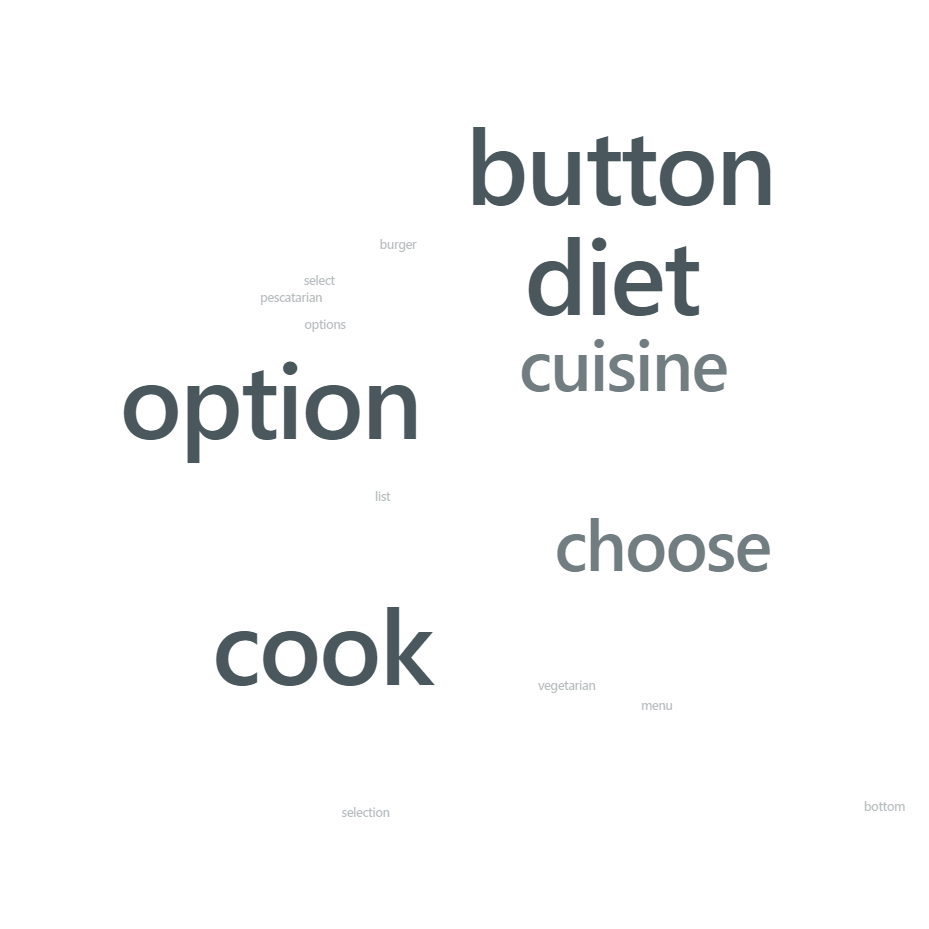 button
burger
diet
select
pescatarian
options
cuisine
option
list
choose
cook
vegetarian
menu
bottom
selection